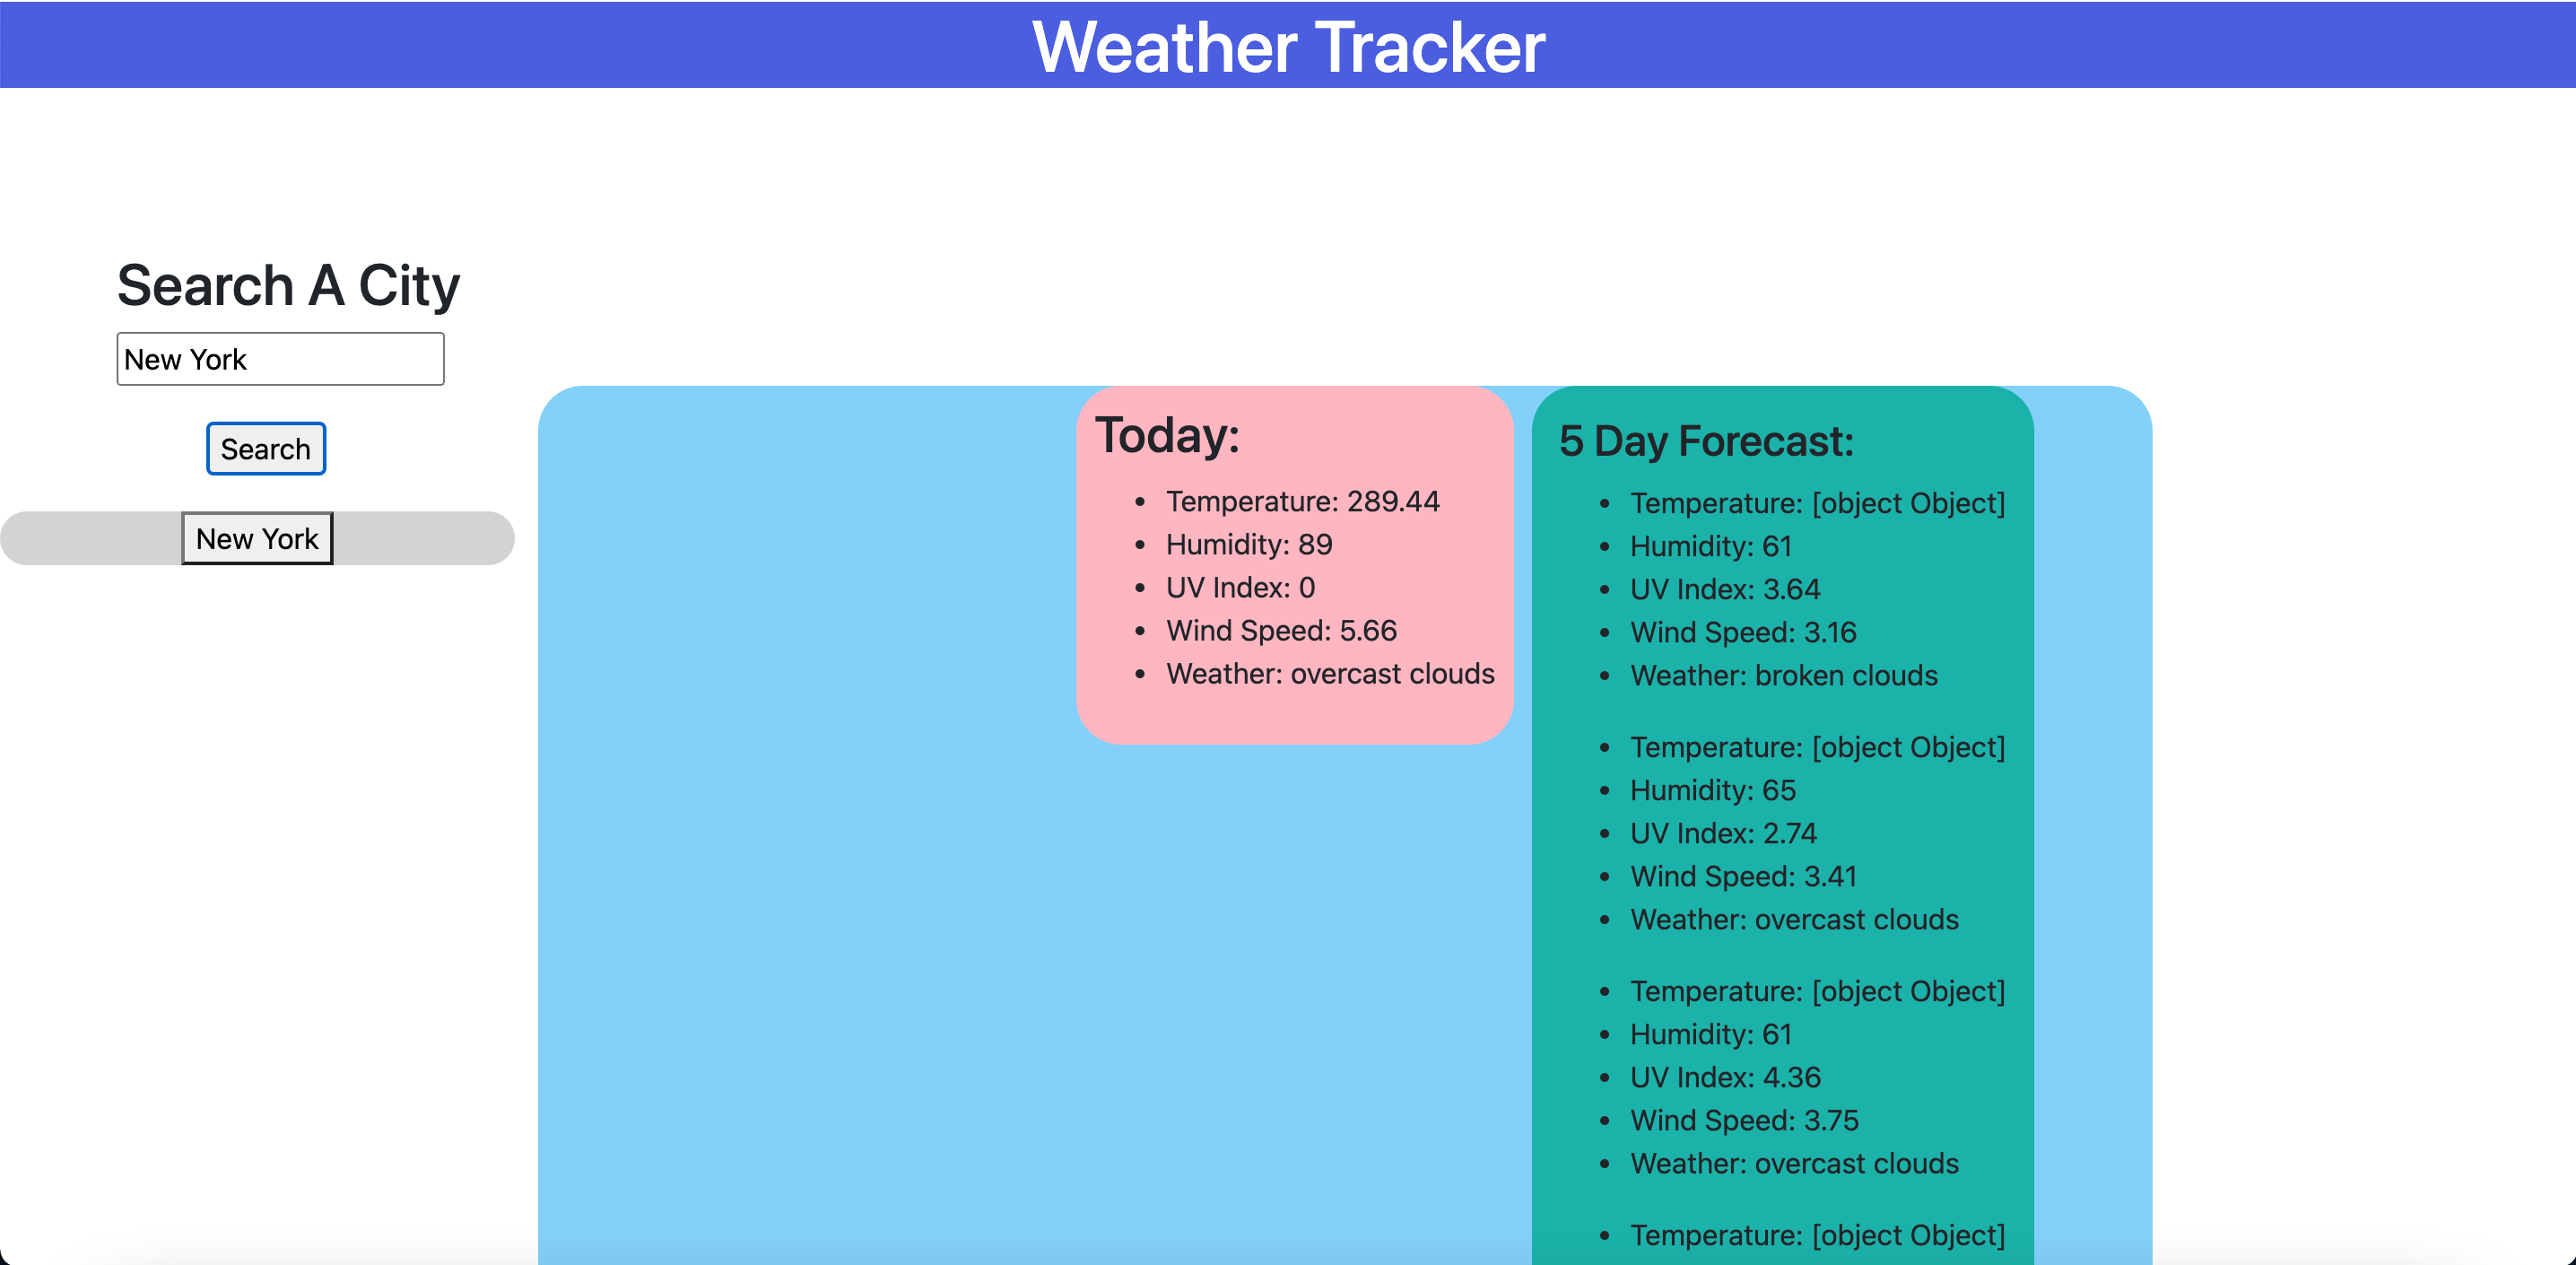 Weather Tracker
Search A City
New York
Search
New York
Today:
Temperature: 289.44
Humidity: 89
UV Index: 0
Wind Speed: 5.66
Weather: overcast clouds
5 Day Forecast:
Temperature: [object Object]
Humidity: 61
UV Index: 3.64
Wind Speed: 3.16
Weather: broken clouds
Temperature: [object Object]
Humidity: 65
UV Index: 2.74
Wind Speed: 3.41
Weather: overcast clouds
Temperature: [object Object]
Humidity: 61
UV Index: 4.36
Wind Speed: 3.75
Weather: overcast clouds
Temperature: [object Object]